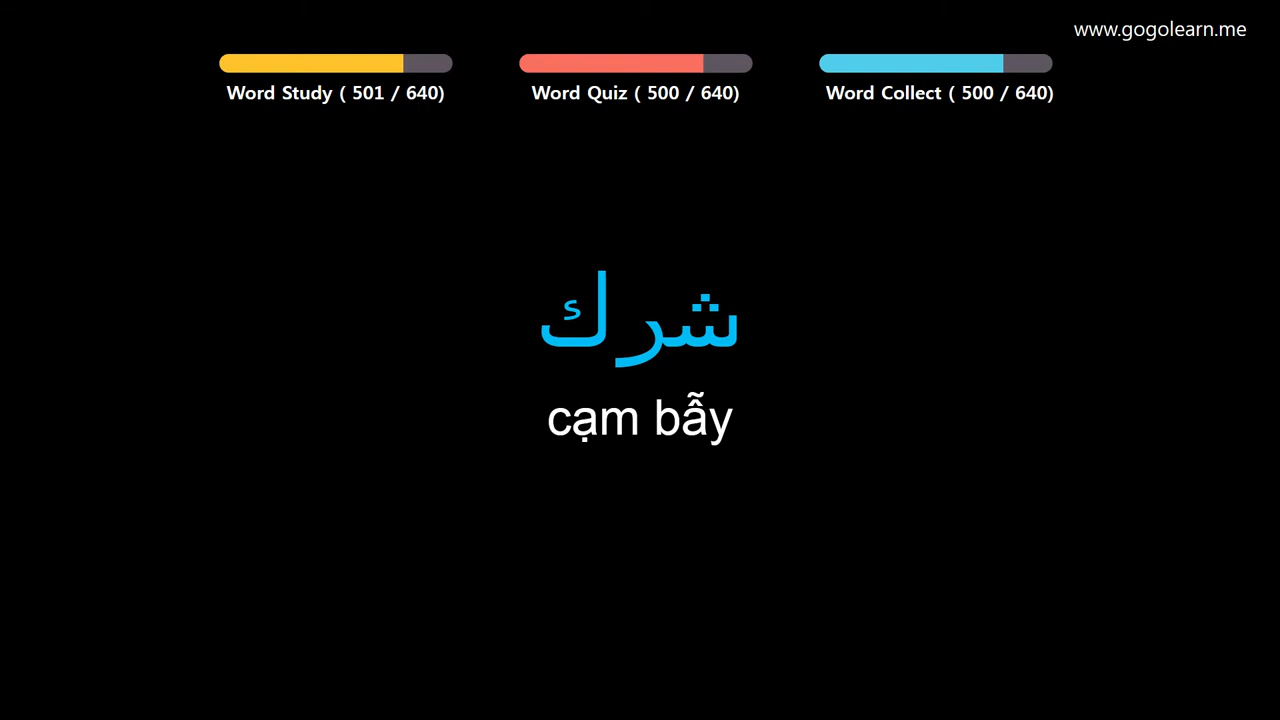 www.gogolearn.me
Word Study ( 501 / 640)
Word Quiz ( 500 / 640)
Word Collect ( 500 / 640)
شرك
cạm bẫy